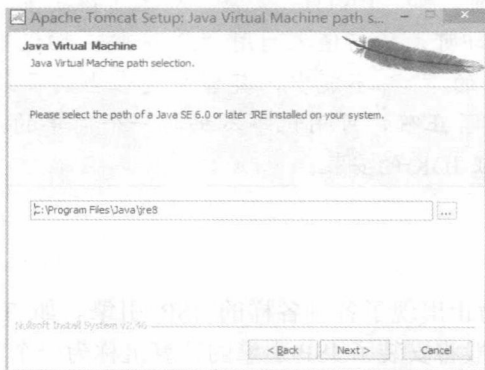 Apache Tomcat Setup: Java Virtual Machine path s...
Java Virtual Machine
Java Virtual Machine path selection.
Please select the path of a Java SE 6.0 or later JRE installed on your system.
C:\Program Files\Java\jre8
...
Nullsoft Install System v2.46
< Back
Next >
Cancel